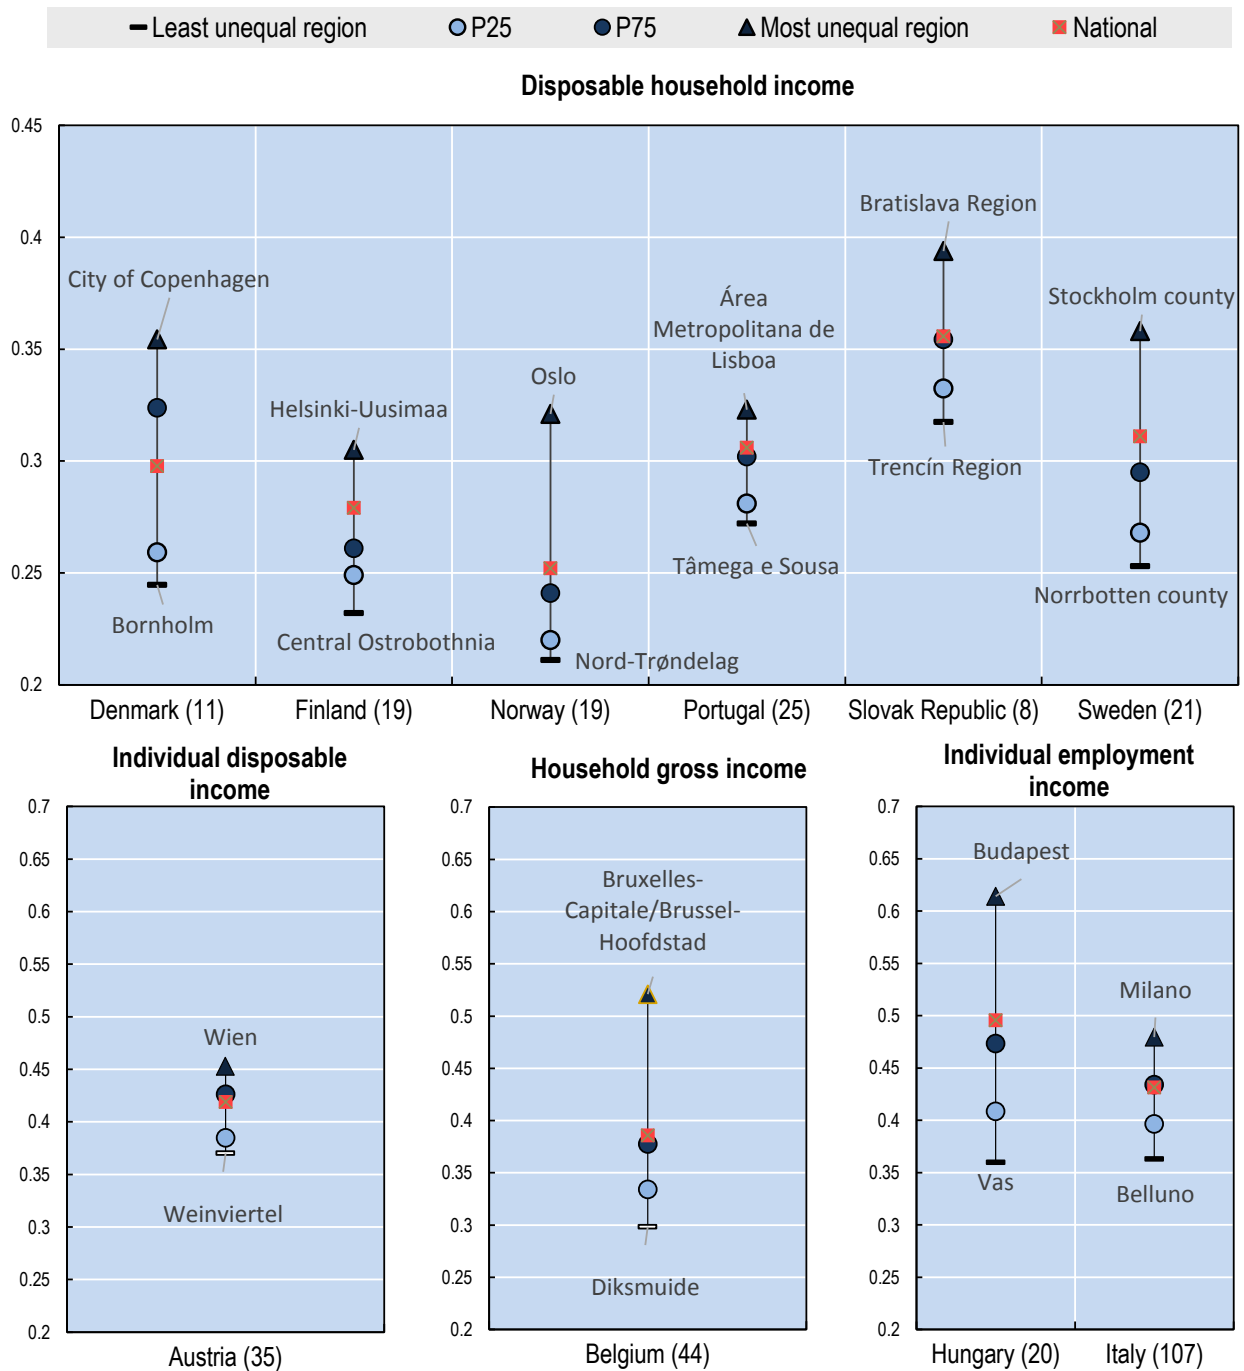 Least unequal region P25 P75 Most unequal region National
Disposable household income
0.45
0.4
0.35
0.3
0.25
0.2
City of Copenhagen
Bornholm
Helsinki-Uusimaa
Central Ostrobothnia
Oslo
Nord-Trøndelag
Área
Metropolitana de
Lisboa
Tâmega e Sousa
Bratislava Region
Trencín Region
Stockholm county
Norrbotten county
Denmark (11) Finland (19) Norway (19) Portugal (25) Slovak Republic (8) Sweden (21)
Individual disposable
income
0.7
0.65
0.6
0.55
0.5
0.45
0.4
0.35
0.3
0.25
0.2
Wien
Weinviertel
Austria (35)
Household gross income
0.7
0.65
0.6
0.55
0.5
0.45
0.4
0.35
0.3
0.25
0.2
Bruxelles-
Capitale/Brussel-
Hoofdstad
Diksmuide
Belgium (44)
Individual employment
income
0.7
0.65
0.6
0.55
0.5
0.45
0.4
0.35
0.3
0.25
0.2
Budapest
Vas
Milano
Belluno
Hungary (20) Italy (107)